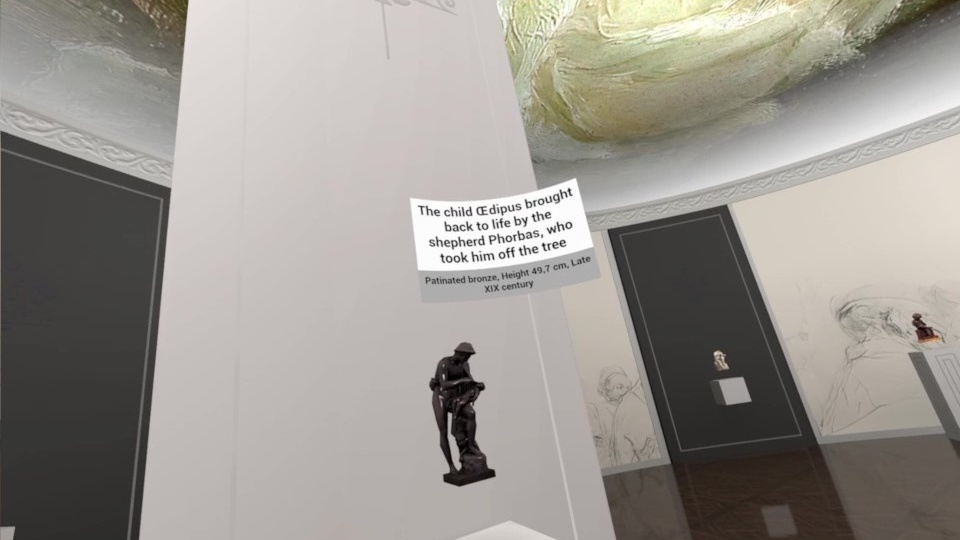 The child Œdipus brought
back to life by the
shepherd Phorbas, who
took him off the tree
Patinated bronze, Height 49,7 cm, Late
XIX century